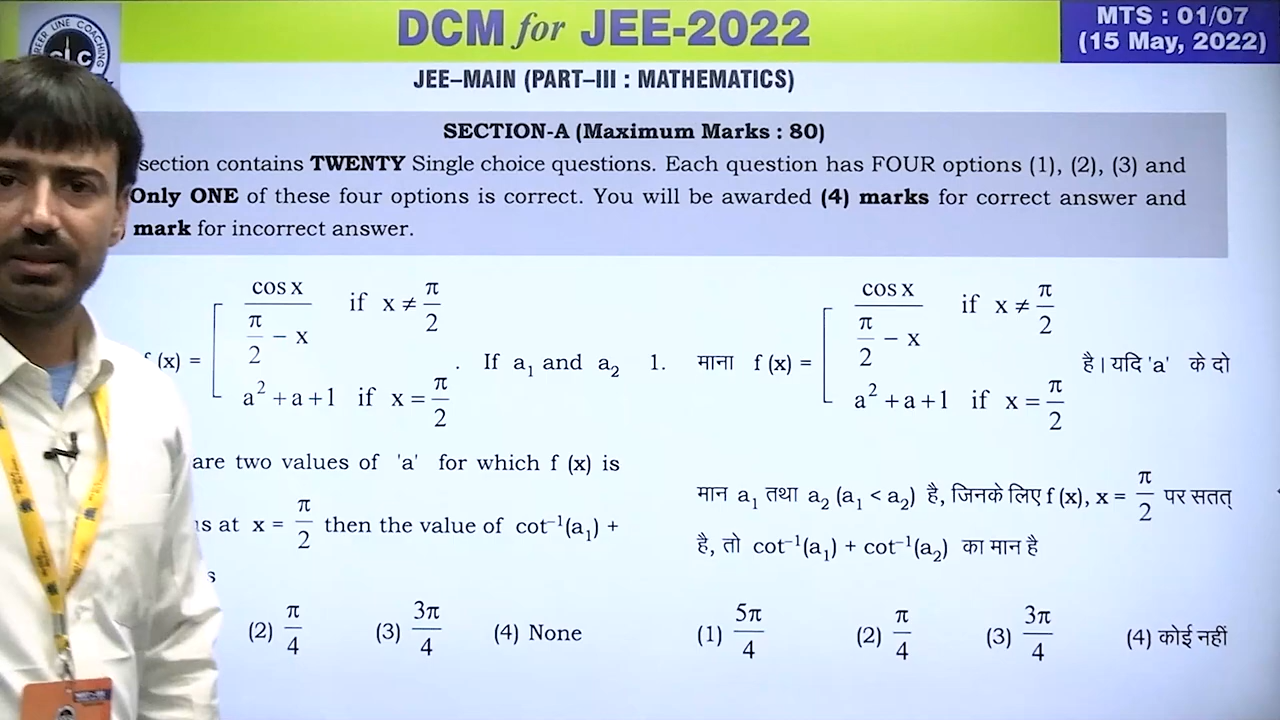 DCM for JEE-2022
MTS : 01/07
(15 May, 2022)
JEE–MAIN (PART–III : MATHEMATICS)
SECTION-A (Maximum Marks : 80)
section contains TWENTY Single choice questions. Each question has FOUR options (1), (2), (3) and
Only ONE of these four options is correct. You will be awarded (4) marks for correct answer and
mark for incorrect answer.
f (x) = [ cos x / (π/2 − x) if x ≠ π/2
a² + a + 1 if x = π/2 . If a₁ and a₂
are two values of 'a' for which f (x) is
at x = π/2 then the value of cot⁻¹(a₁) +
(2) π/4 (3) 3π/4 (4) None
1. माना f (x) = [ cos x / (π/2 − x) if x ≠ π/2
a² + a + 1 if x = π/2 है। यदि 'a' के दो
मान a₁ तथा a₂ (a₁ < a₂) है, जिनके लिए f (x), x = π/2 पर सतत्
है, तो cot⁻¹(a₁) + cot⁻¹(a₂) का मान है
(1) 5π/4 (2) π/4 (3) 3π/4 (4) कोई नहीं